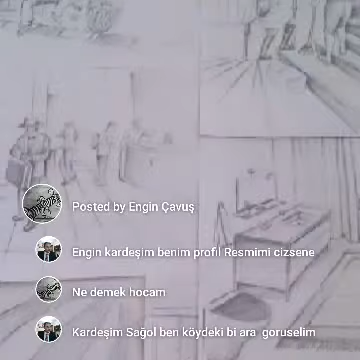 Posted by Engin Çavuş
Engin kardeşim benim profil Resmimi cizsene
Ne demek hocam
Kardeşim Sağol ben köydeki bi ara goruselim